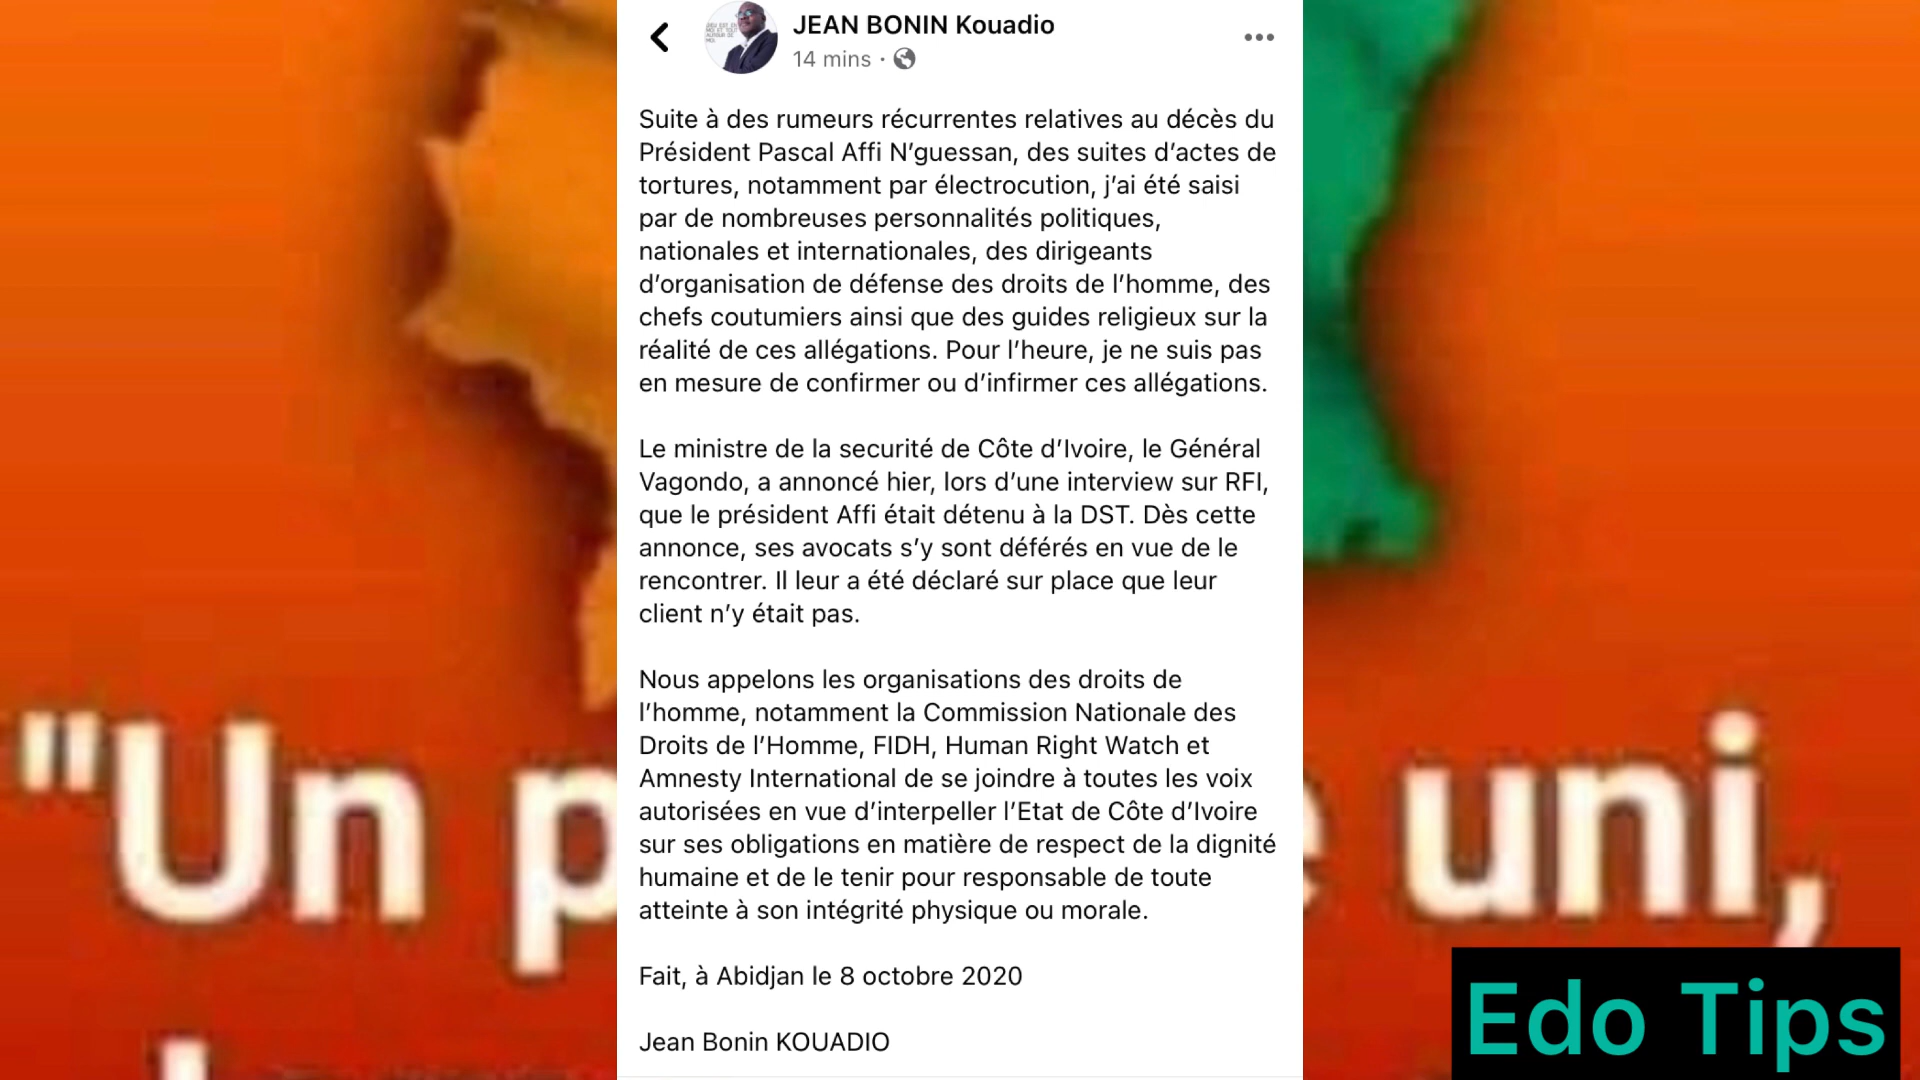 JEAN BONIN Kouadio
14 mins ·
Suite à des rumeurs récurrentes relatives au décès du
Président Pascal Affi N’guessan, des suites d’actes de
tortures, notamment par électrocution, j’ai été saisi
par de nombreuses personnalités politiques,
nationales et internationales, des dirigeants
d’organisation de défense des droits de l’homme, des
chefs coutumiers ainsi que des guides religieux sur la
réalité de ces allégations. Pour l’heure, je ne suis pas
en mesure de confirmer ou d’infirmer ces allégations.
Le ministre de la securité de Côte d’Ivoire, le Général
Vagondo, a annoncé hier, lors d’une interview sur RFI,
que le président Affi était détenu à la DST. Dès cette
annonce, ses avocats s’y sont déférés en vue de le
rencontrer. Il leur a été déclaré sur place que leur
client n’y était pas.
Nous appelons les organisations des droits de
l’homme, notamment la Commission Nationale des
Droits de l’Homme, FIDH, Human Right Watch et
Amnesty International de se joindre à toutes les voix
autorisées en vue d’interpeller l’Etat de Côte d’Ivoire
sur ses obligations en matière de respect de la dignité
humaine et de le tenir pour responsable de toute
atteinte à son intégrité physique ou morale.
Fait, à Abidjan le 8 octobre 2020
Jean Bonin KOUADIO
"Un p
uni,
Edo Tips